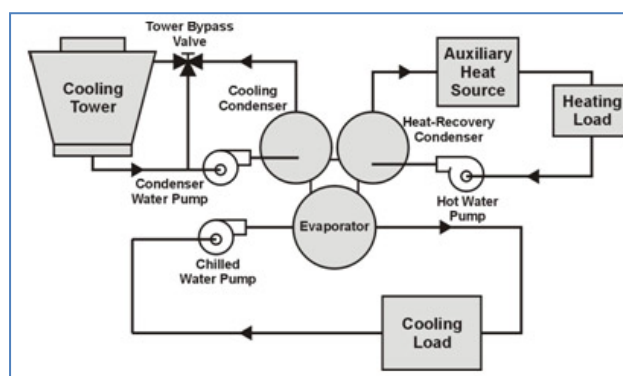 Tower Bypass
Valve
Cooling
Tower
Cooling
Condenser
Auxiliary
Heat
Source
Heating
Load
Heat-Recovery
Condenser
Condenser
Water Pump
Hot Water
Pump
Evaporator
Chilled
Water Pump
Cooling
Load